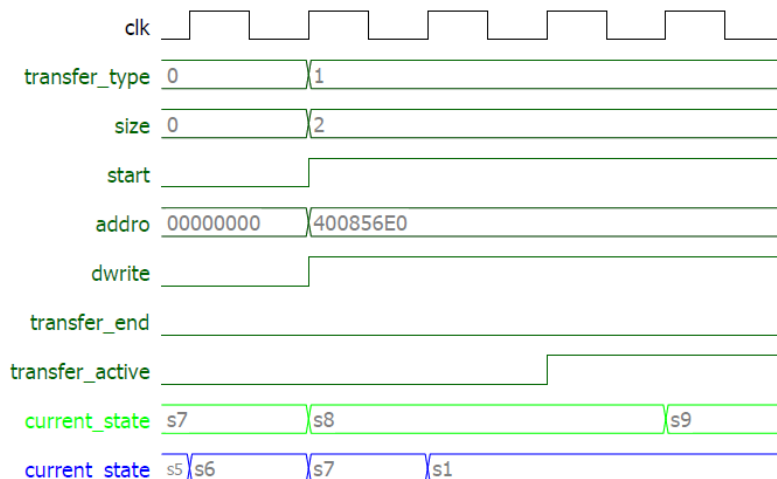 clk
transfer_type 0 1
size 0 2
start
addro 00000000 400856E0
dwrite
transfer_end
transfer_active
current_state s7 s8 s9
current_state s5 s6 s7 s1